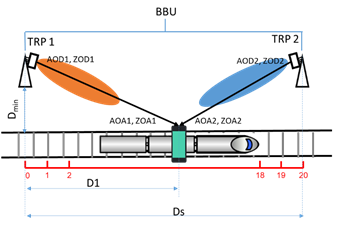 BBU
TRP 1
TRP 2
AOD1, ZOD1
AOD2, ZOD2
Dmin
AOA1, ZOA1
AOA2, ZOA2
0 1 2 18 19 20
D1
Ds